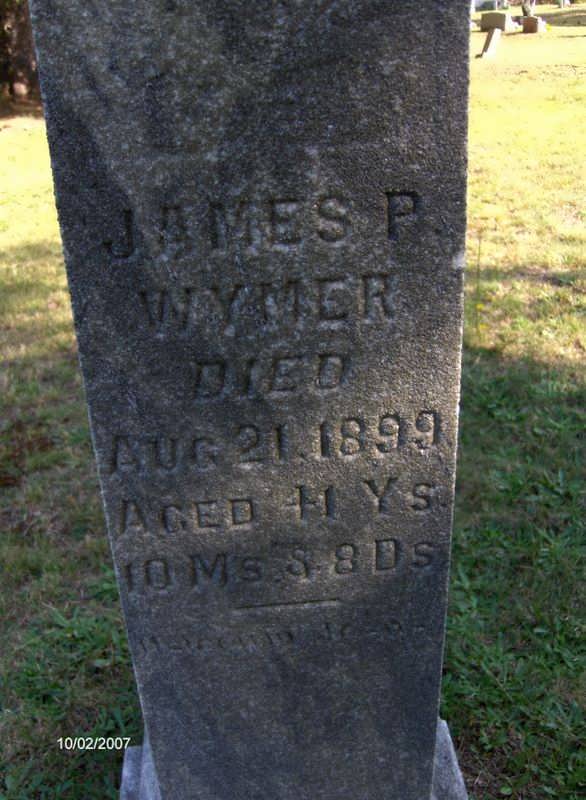 JAMES P.
WYMER
DIED
AUG 21. 1899
AGED 41 Ys.
10 Ms. & 8 Ds
10/02/2007